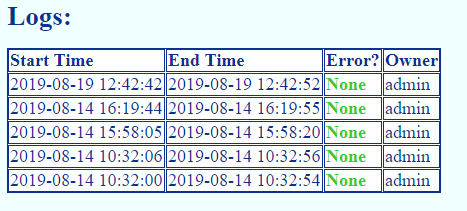 Logs:
Start Time End Time Error? Owner
2019-08-19 12:42:42 2019-08-19 12:42:52 None admin
2019-08-14 16:19:44 2019-08-14 16:19:55 None admin
2019-08-14 15:58:05 2019-08-14 15:58:20 None admin
2019-08-14 10:32:06 2019-08-14 10:32:56 None admin
2019-08-14 10:32:00 2019-08-14 10:32:54 None admin